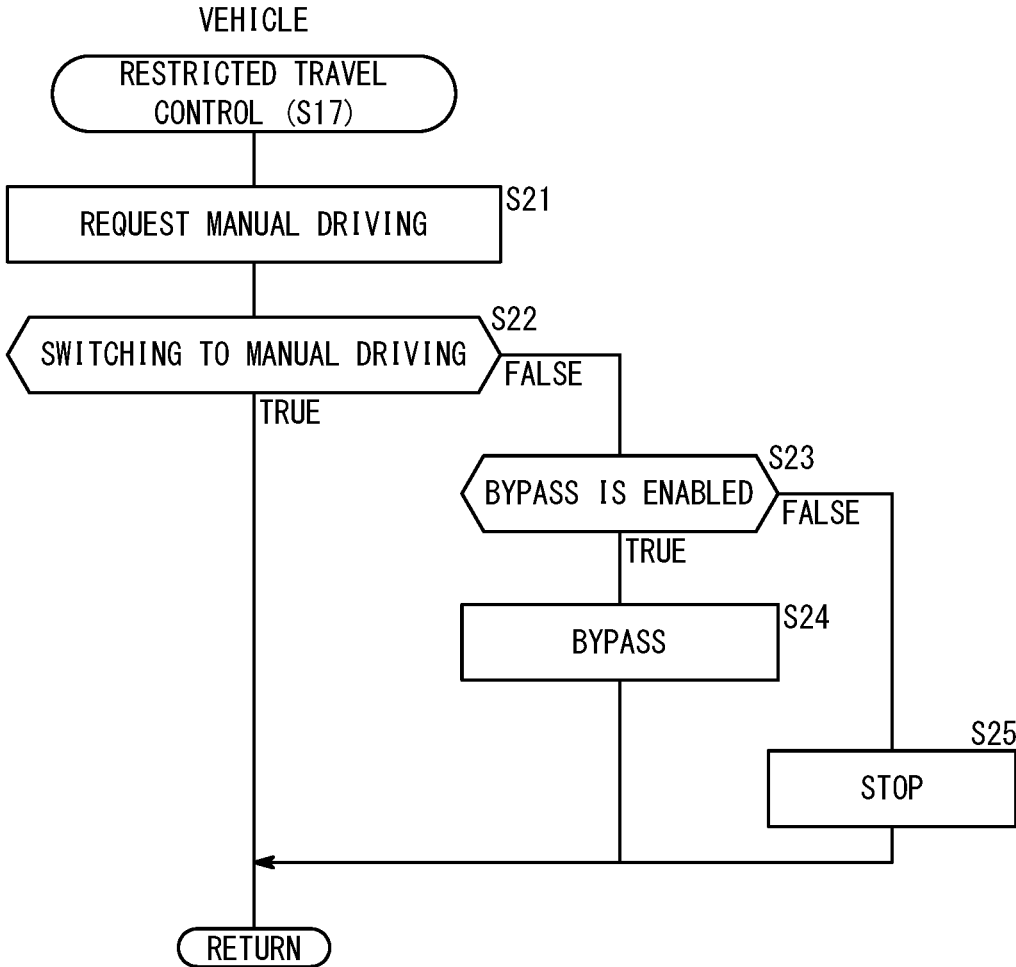 VEHICLE
RESTRICTED TRAVEL
CONTROL (S17)
S21
REQUEST MANUAL DRIVING
S22
SWITCHING TO MANUAL DRIVING
FALSE
TRUE
S23
BYPASS IS ENABLED
FALSE
TRUE
S24
BYPASS
S25
STOP
RETURN